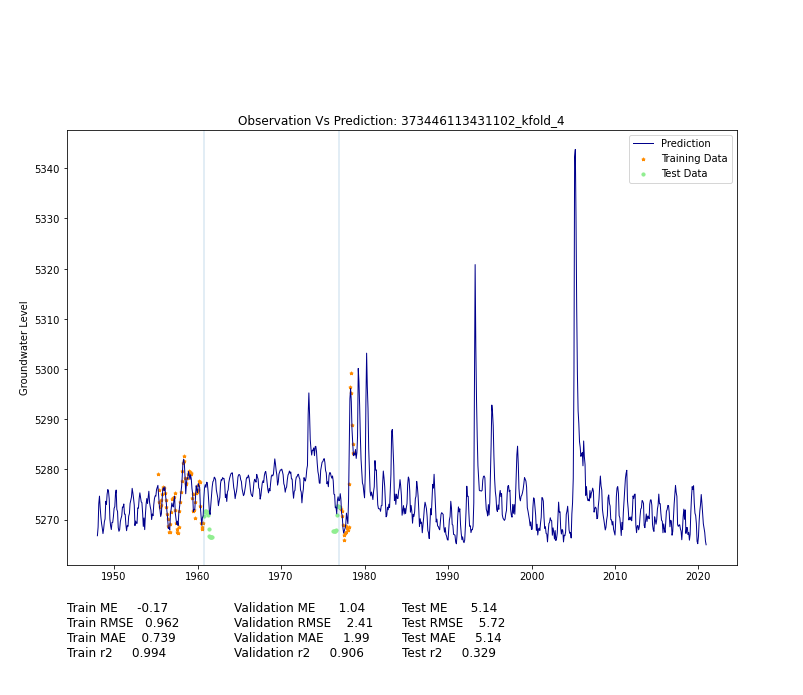 Observation Vs Prediction: 373446113431102_kfold_4
Prediction
Training Data
Test Data
5340
5330
5320
5310
5300
5290
5280
5270
Groundwater Level
1950 1960 1970 1980 1990 2000 2010 2020
Train ME -0.17 Validation ME 1.04 Test ME 5.14
Train RMSE 0.962 Validation RMSE 2.41 Test RMSE 5.72
Train MAE 0.739 Validation MAE 1.99 Test MAE 5.14
Train r2 0.994 Validation r2 0.906 Test r2 0.329